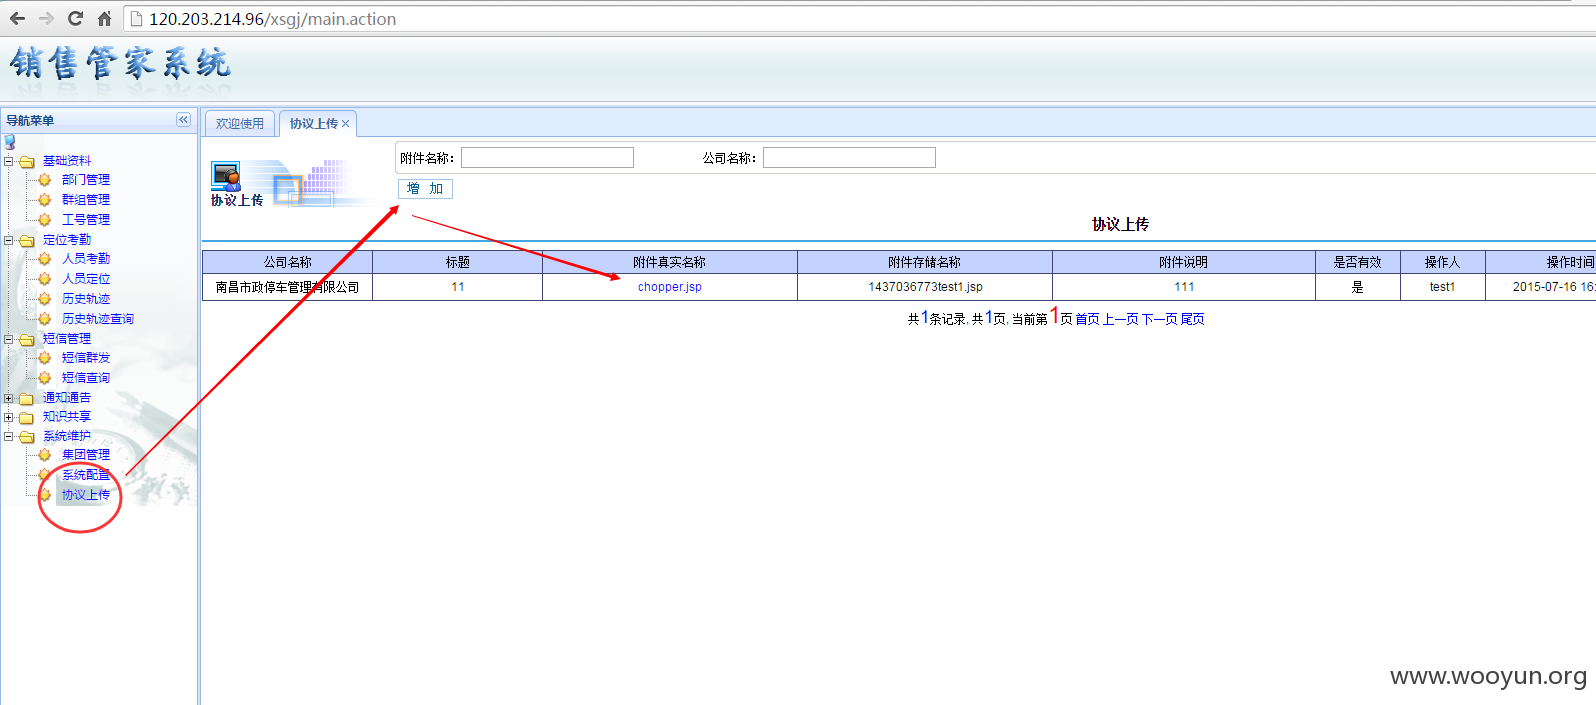 120.203.214.96/xsgj/main.action
销售管家系统
导航菜单
基础资料
部门管理
群组管理
工号管理
定位考勤
人员考勤
人员定位
历史轨迹
历史轨迹查询
短信管理
短信群发
短信查询
通知通告
知识共享
系统维护
集团管理
系统配置
协议上传
欢迎使用 协议上传
附件名称： 公司名称：
协议上传
增 加
协议上传
公司名称 标题 附件真实名称 附件存储名称 附件说明 是否有效 操作人 操作时间
南昌市政停车管理有限公司 11 chopper.jsp 1437036773test1.jsp 111 是 test1 2015-07-16 16:
共1条记录, 共1页, 当前第1页 首页 上一页 下一页 尾页
www.wooyun.org